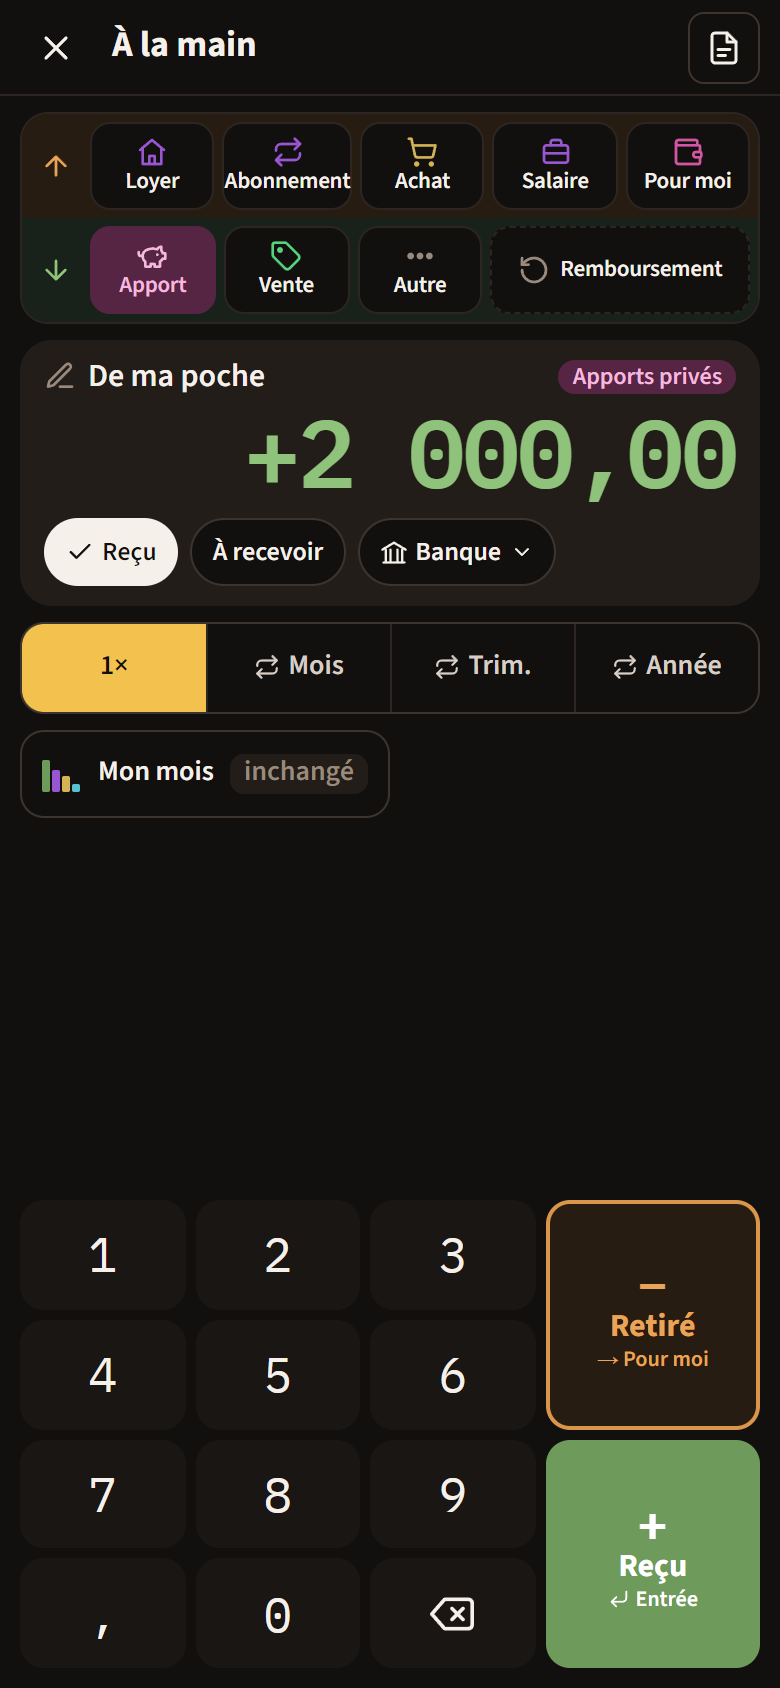 À la main
Loyer
Abonnement
Achat
Salaire
Pour moi
Apport
Vente
Autre
Remboursement
De ma poche
Apports privés
+2 000,00
Reçu
À recevoir
Banque
1×
Mois
Trim.
Année
Mon mois
inchangé
1
2
3
−
Retiré
→ Pour moi
4
5
6
7
8
9
+
Reçu
↵ Entrée
,
0